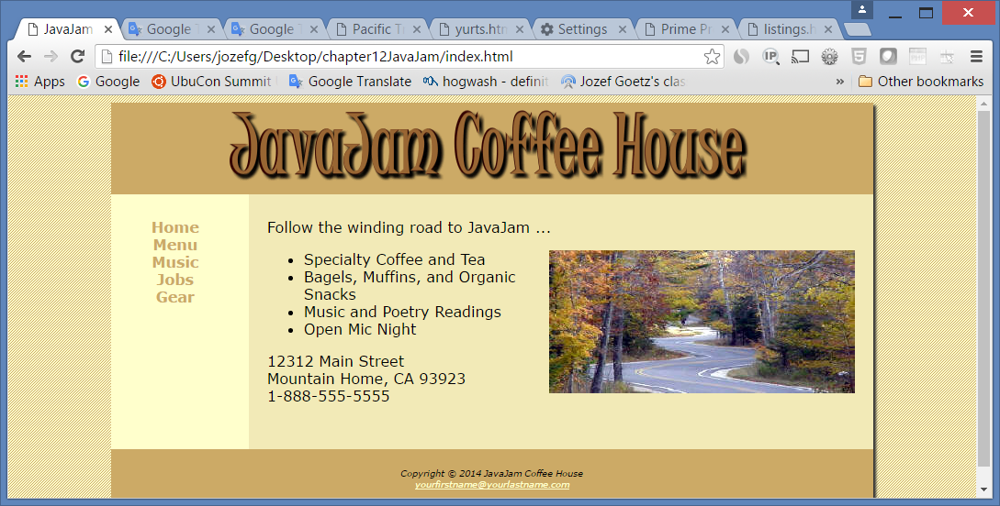 JavaJam
Google T
Google T
Pacific Tr
yurts.htm
Settings
Prime Pr
listings.h
file:///C:/Users/jozefg/Desktop/chapter12JavaJam/index.html
IP
Apps
Google
UbuCon Summit
Google Translate
hogwash - definit
Jozef Goetz's clas
»
Other bookmarks
JavaJam Coffee House
Home
Menu
Music
Jobs
Gear
Follow the winding road to JavaJam ...
• Specialty Coffee and Tea
• Bagels, Muffins, and Organic
Snacks
• Music and Poetry Readings
• Open Mic Night
12312 Main Street
Mountain Home, CA 93923
1-888-555-5555
Copyright © 2014 JavaJam Coffee House
yourfirstname@yourlastname.com